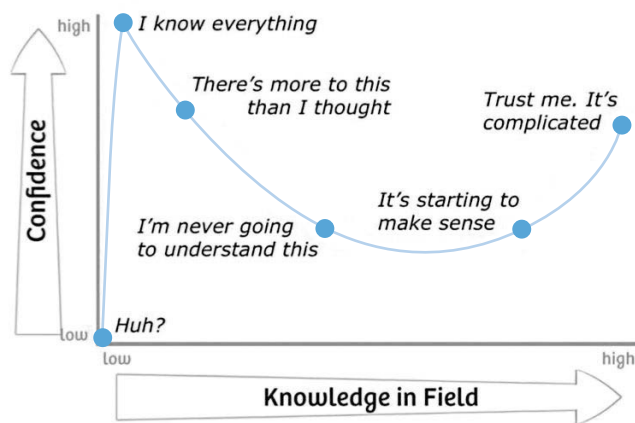 high
I know everything
There's more to this
than I thought
Trust me. It's
complicated
Confidence
I'm never going
to understand this
It's starting to
make sense
Huh?
low
low
high
Knowledge in Field